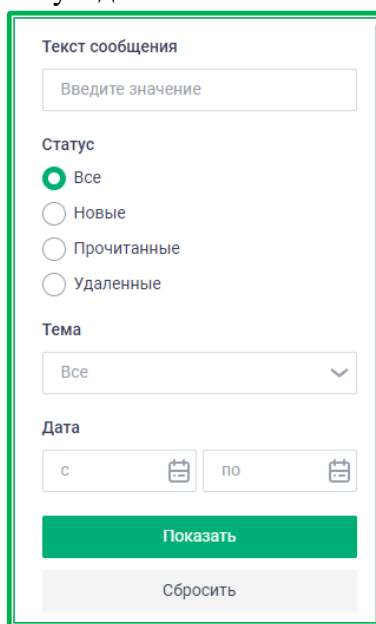 Текст сообщения
Введите значение
Статус
Все
Новые
Прочитанные
Удаленные
Тема
Все
Дата
с по
Показать
Сбросить